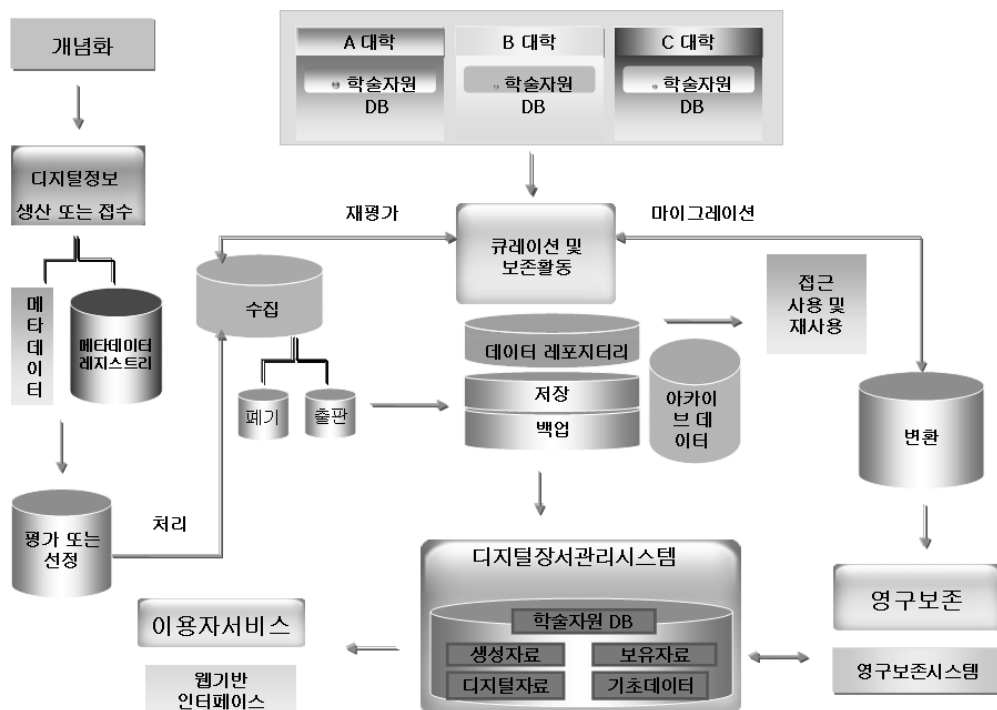 개념화
A 대학
B 대학
C 대학
학술자원
DB
학술자원
DB
학술자원
DB
디지털정보
생산 또는 접수
재평가
마이그레이션
큐레이션 및
보존활동
메
타
데
이
터
메타데이터
레지스트리
수집
접근
사용 및
재사용
데이터 레포지터리
저장
백업
아카이
브 데
이터
폐기
출판
변환
평가 또는
선정
처리
디지털장서관리시스템
학술자원 DB
생성자료
보유자료
디지털자료
기초데이터
이용자서비스
웹기반
인터페이스
영구보존
영구보존시스템